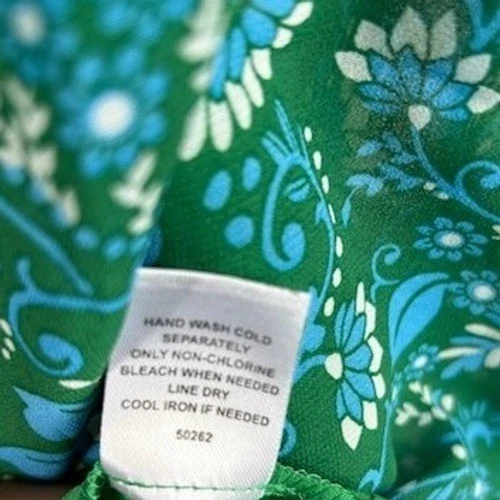 HAND WASH COLD
SEPARATELY
ONLY NON-CHLORINE
BLEACH WHEN NEEDED
LINE DRY
COOL IRON IF NEEDED
50262